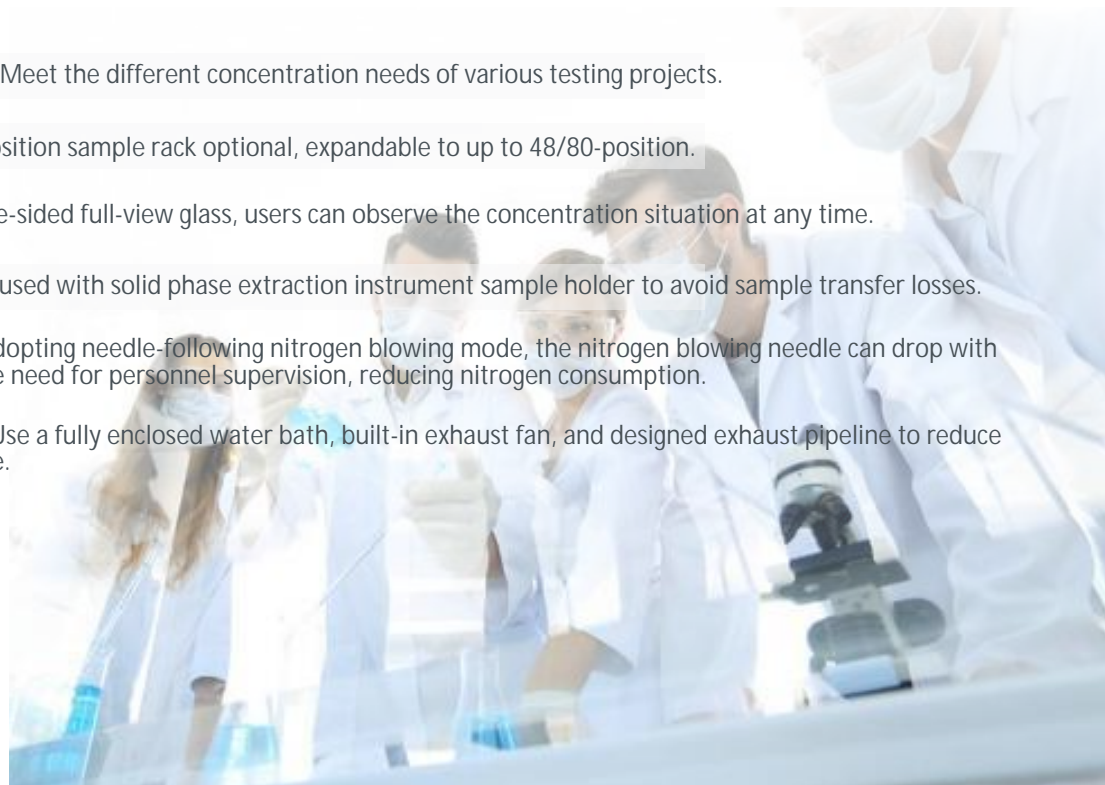 Meet the different concentration needs of various testing projects.
sition sample rack optional, expandable to up to 48/80-position.
e-sided full-view glass, users can observe the concentration situation at any time.
used with solid phase extraction instrument sample holder to avoid sample transfer losses.
dopting needle-following nitrogen blowing mode, the nitrogen blowing needle can drop with
e need for personnel supervision, reducing nitrogen consumption.
Use a fully enclosed water bath, built-in exhaust fan, and designed exhaust pipeline to reduce
e.